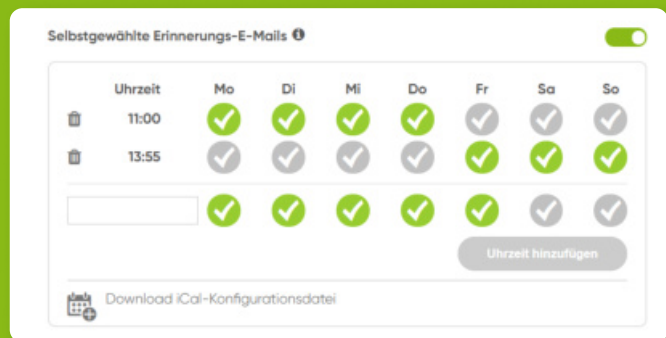 Selbstgewählte Erinnerungs-E-Mails
Uhrzeit Mo Di Mi Do Fr Sa So
11:00
13:55
Uhrzeit hinzufügen
Download iCal-Konfigurationsdatei